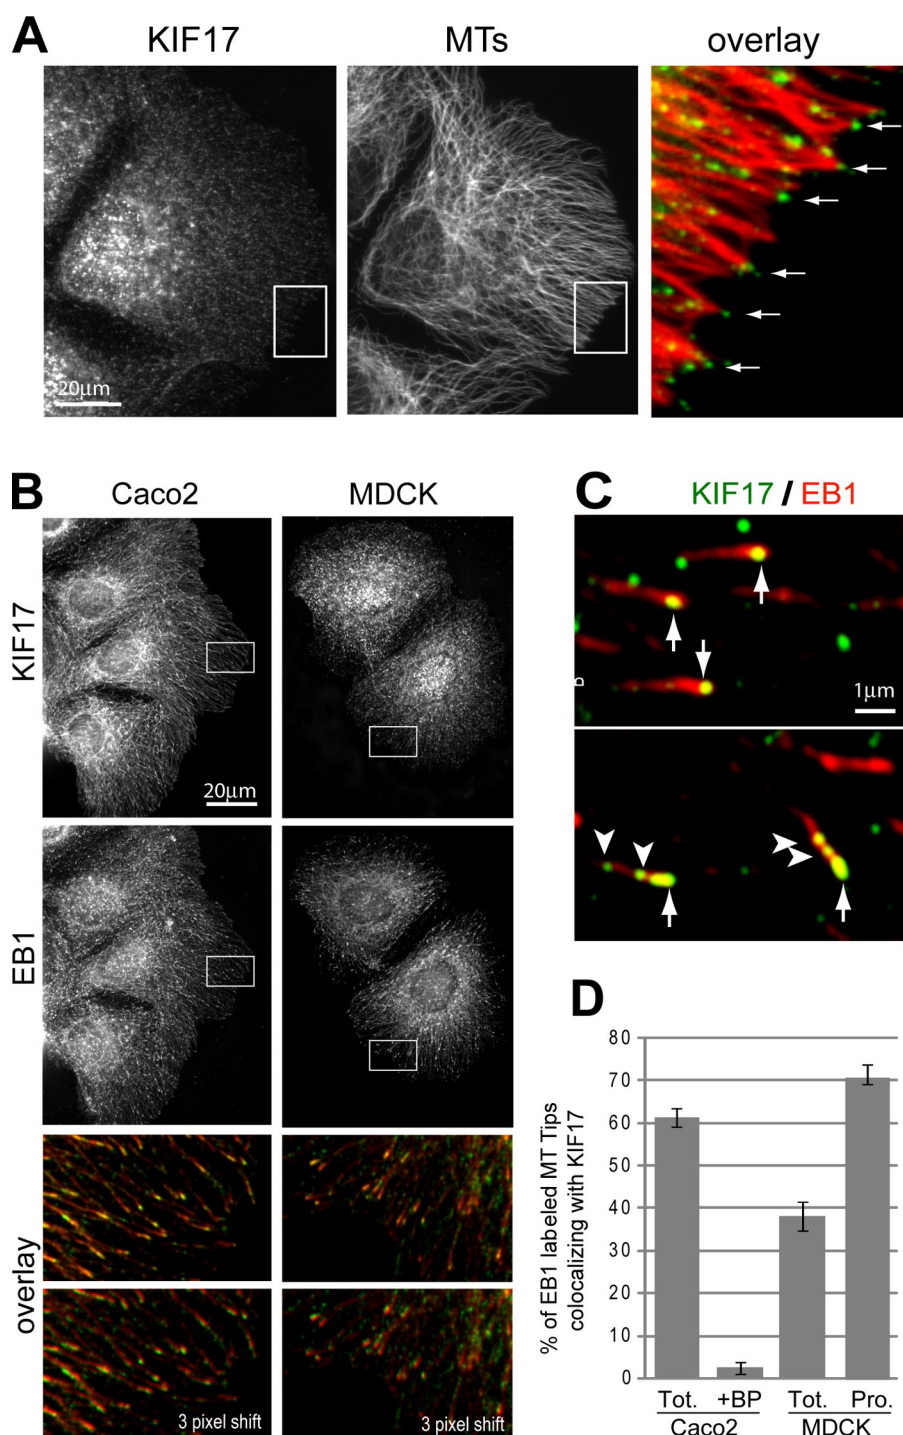 A
KIF17
MTs
overlay
20μm
B
Caco2
MDCK
KIF17
20μm
EB1
overlay
3 pixel shift
3 pixel shift
C
KIF17 / EB1
1μm
D
% of EB1 labeled MT Tips
colocalizing with KIF17
80
70
60
50
40
30
20
10
0
Tot. +BP Tot. Pro.
Caco2 MDCK